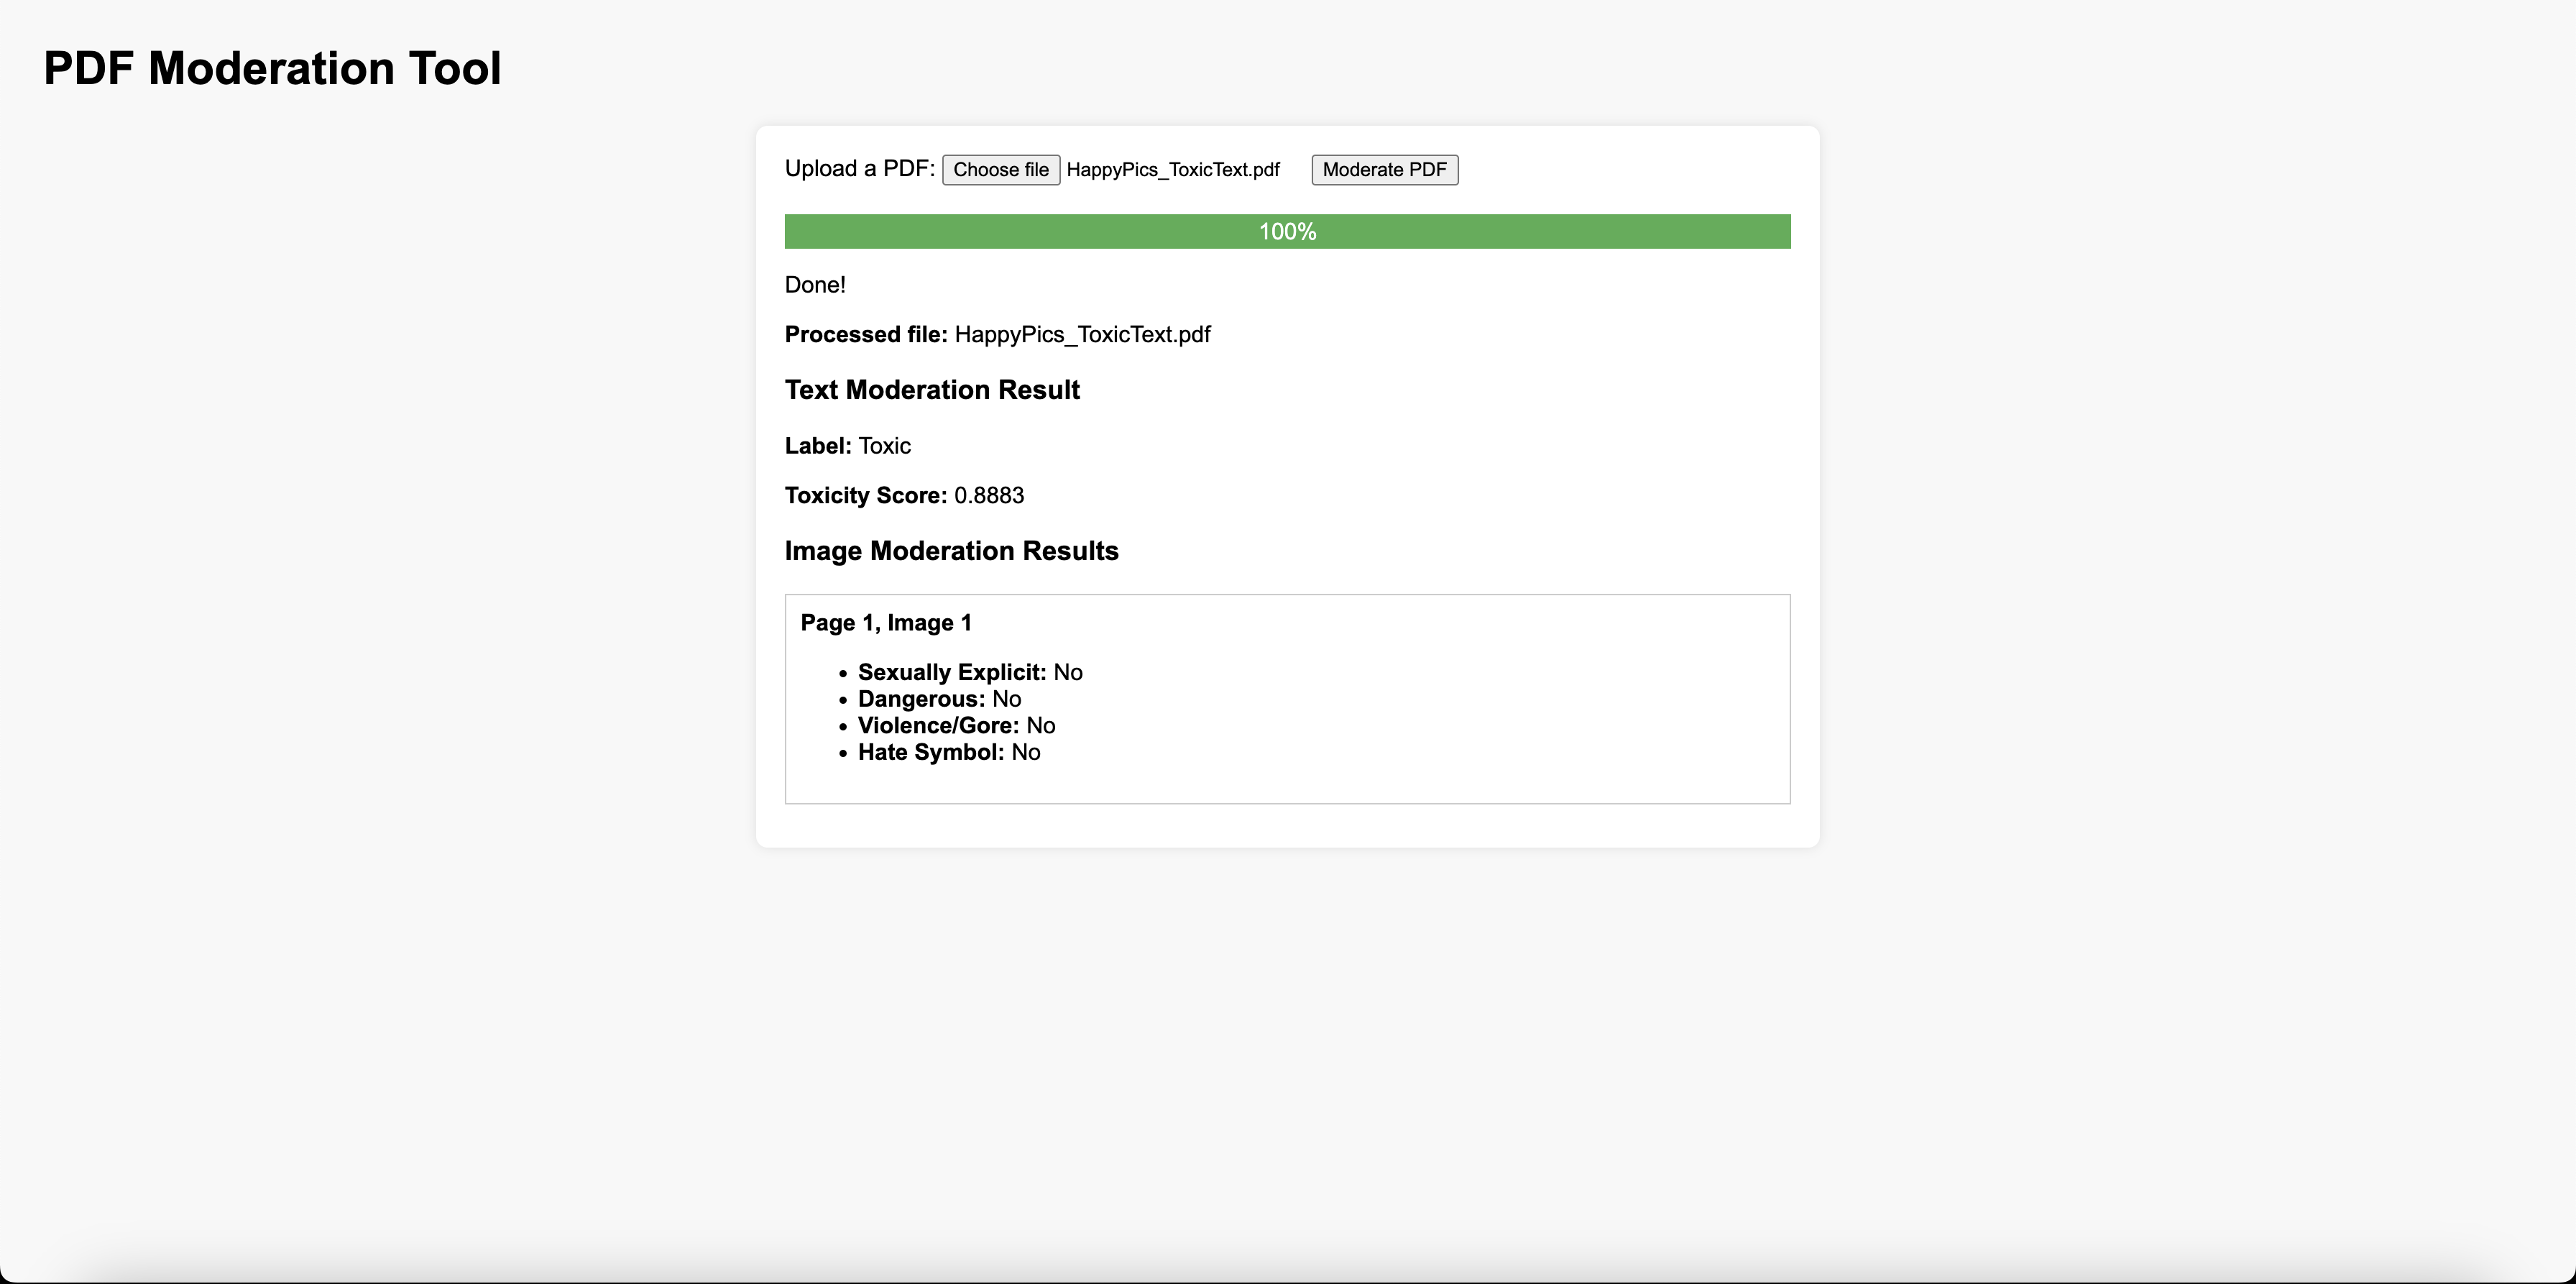 PDF Moderation Tool
Upload a PDF: Choose file HappyPics_ToxicText.pdf Moderate PDF
100%
Done!
Processed file: HappyPics_ToxicText.pdf
Text Moderation Result
Label: Toxic
Toxicity Score: 0.8883
Image Moderation Results
Page 1, Image 1
• Sexually Explicit: No
• Dangerous: No
• Violence/Gore: No
• Hate Symbol: No